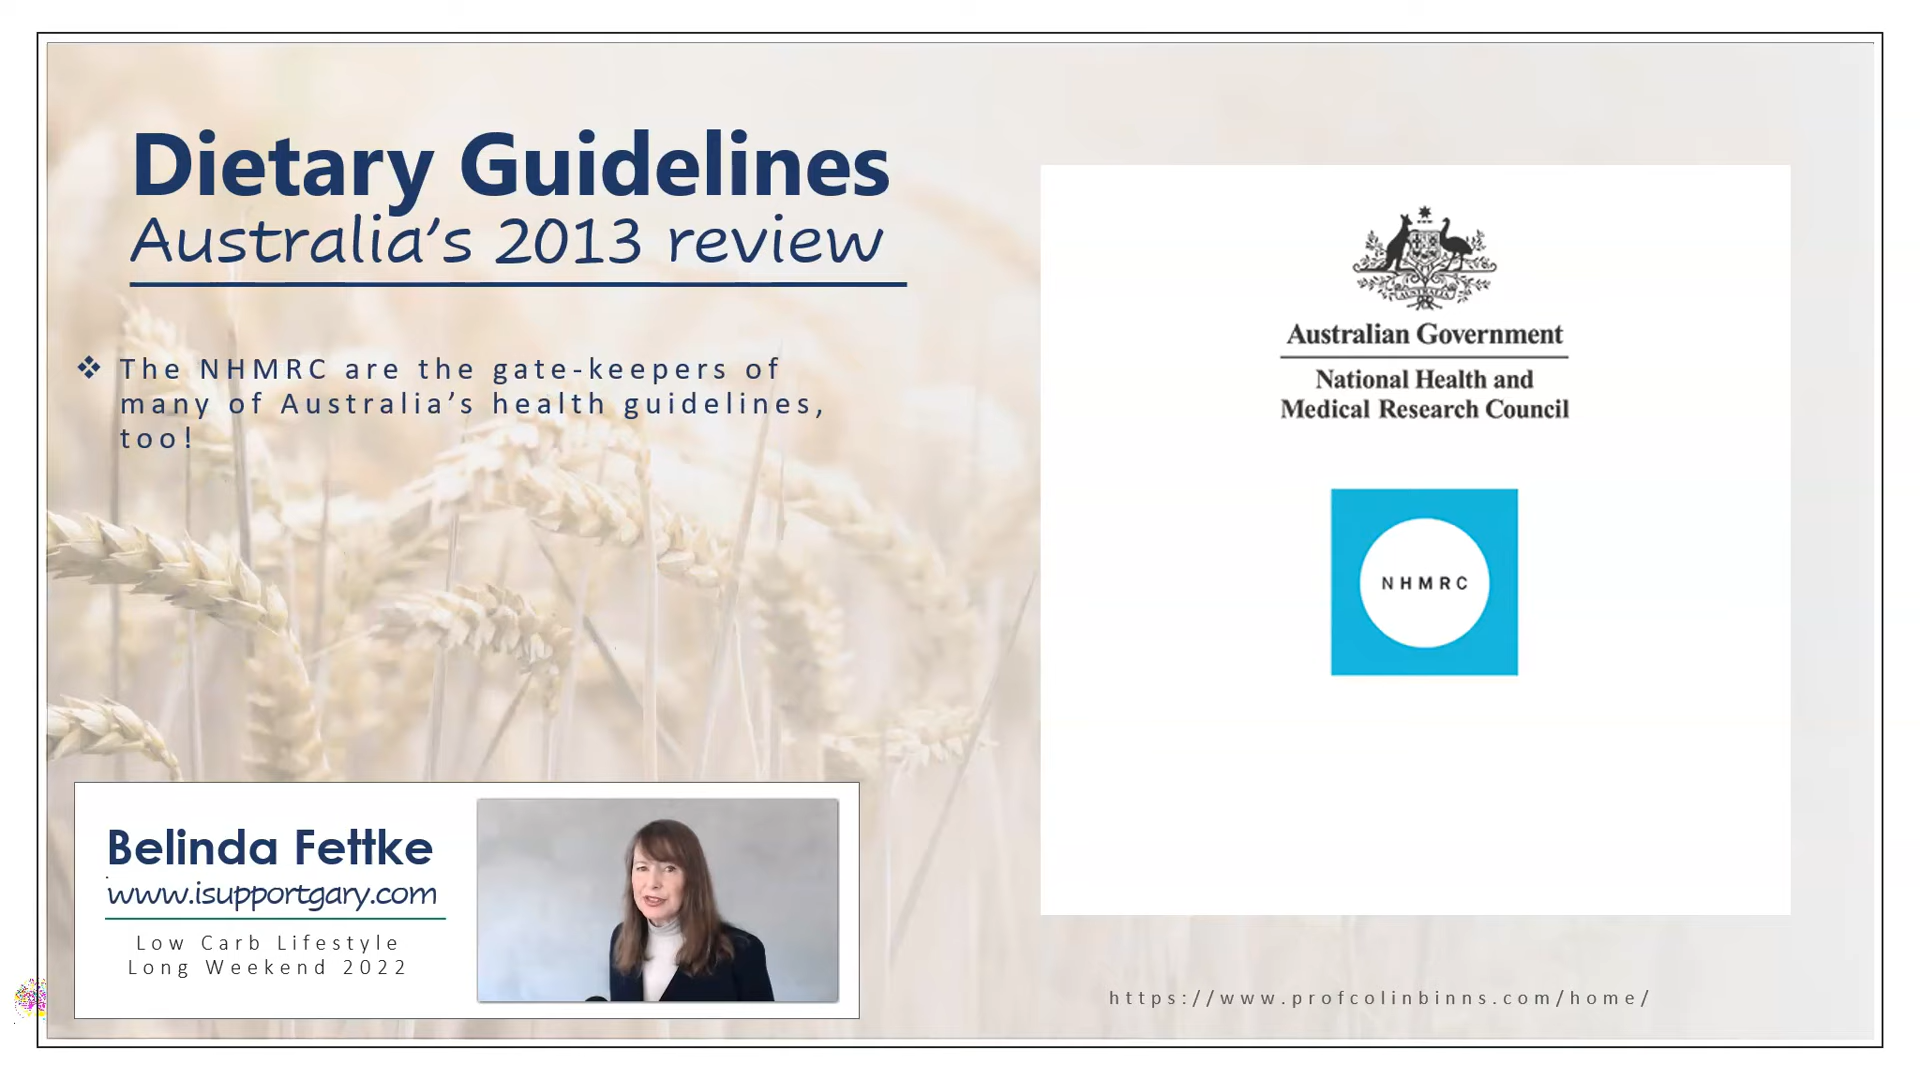 Dietary Guidelines
Australia’s 2013 review
❖ The NHMRC are the gate-keepers of
many of Australia’s health guidelines,
too!
AUSTRALIA
Australian Government
National Health and
Medical Research Council
NHMRC
Belinda Fettke
www.isupportgary.com
Low Carb Lifestyle
Long Weekend 2022
https://www.profcolinbinns.com/home/